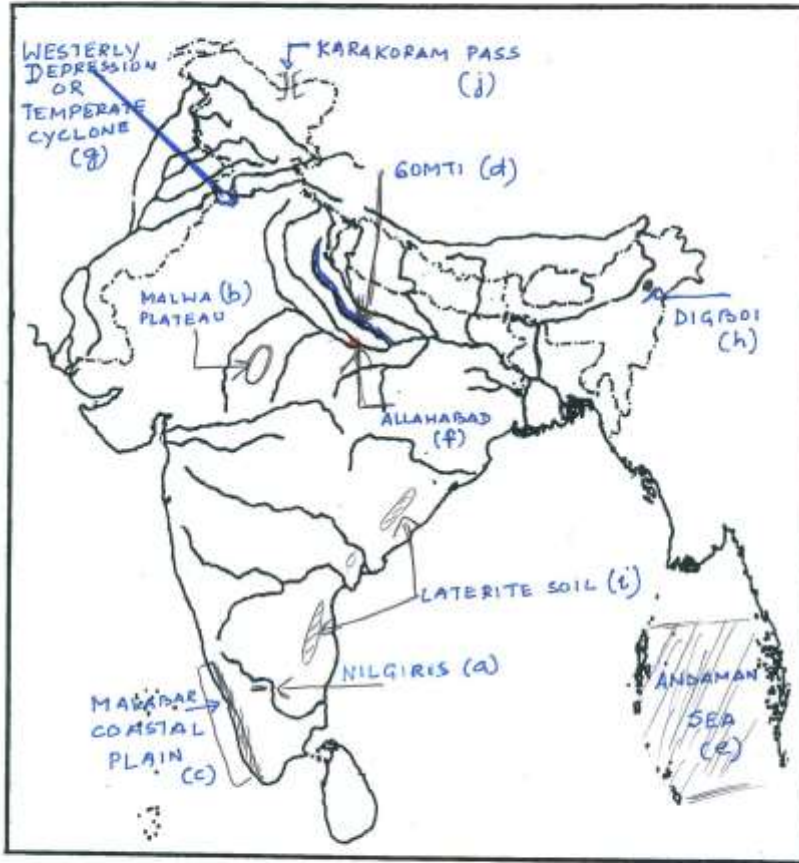 WESTERLY
DEPRESSION
OR
TEMPERATE
CYCLONE
(g)
KARAKORAM PASS
(j)
GOMTI (d)
MALWA (b)
PLATEAU
DIGBOI
(h)
ALLAHABAD
(f)
LATERITE SOIL (i)
NILGIRIS (a)
MALABAR
COASTAL
PLAIN
(c)
ANDAMAN
SEA
(e)